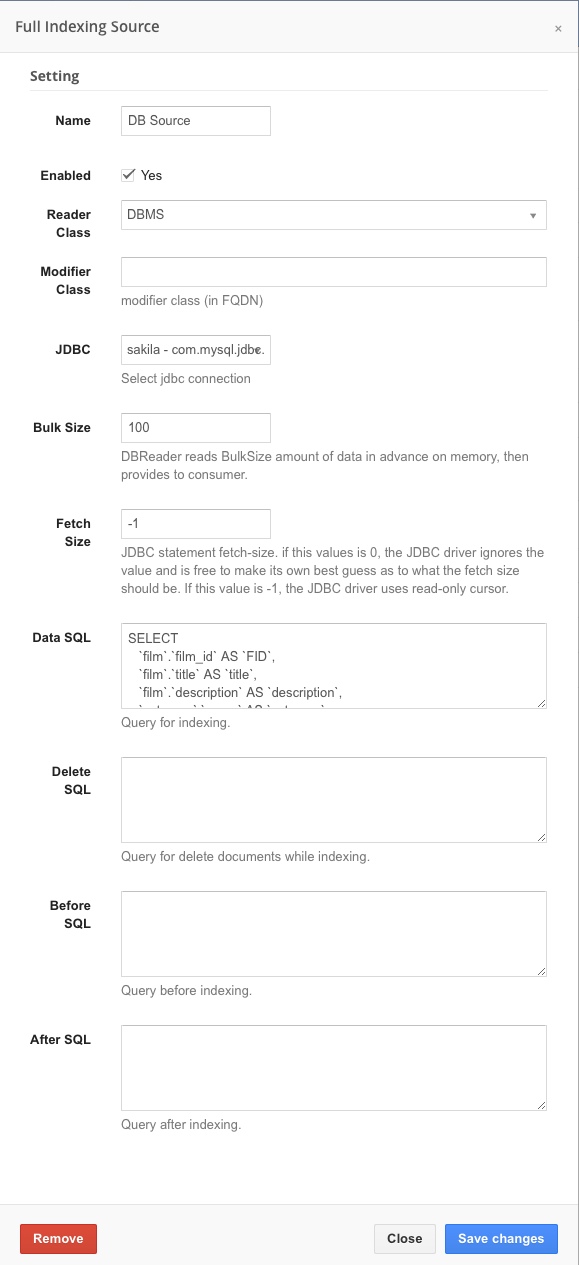 Full Indexing Source
×
Setting
Name
DB Source
Enabled
Yes
Reader
Class
DBMS
Modifier
Class
modifier class (in FQDN)
JDBC
sakila - com.mysql.jdbc.
Select jdbc connection
Bulk Size
100
DBReader reads BulkSize amount of data in advance on memory, then
provides to consumer.
Fetch
Size
-1
JDBC statement fetch-size. if this values is 0, the JDBC driver ignores the
value and is free to make its own best guess as to what the fetch size
should be. If this value is -1, the JDBC driver uses read-only cursor.
Data SQL
SELECT
`film`.`film_id` AS `FID`,
`film`.`title` AS `title`,
`film`.`description` AS `description`,
Query for indexing.
Delete
SQL
Query for delete documents while indexing.
Before
SQL
Query before indexing.
After SQL
Query after indexing.
Remove
Close
Save changes